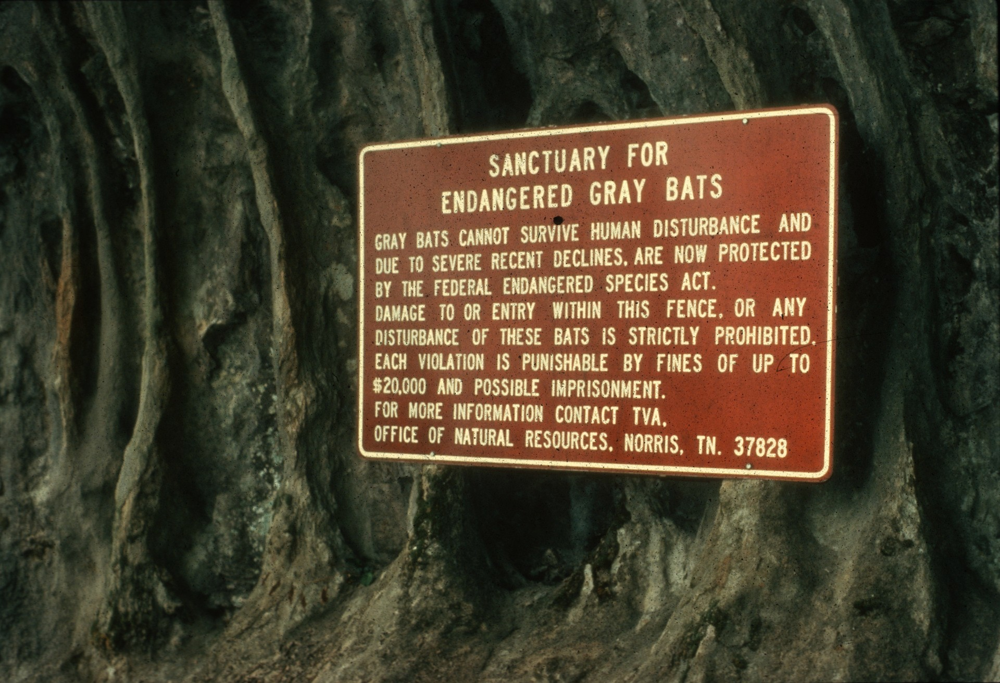 SANCTUARY FOR
ENDANGERED GRAY BATS
GRAY BATS CANNOT SURVIVE HUMAN DISTURBANCE AND
DUE TO SEVERE RECENT DECLINES, ARE NOW PROTECTED
BY THE FEDERAL ENDANGERED SPECIES ACT.
DAMAGE TO OR ENTRY WITHIN THIS FENCE, OR ANY
DISTURBANCE OF THESE BATS IS STRICTLY PROHIBITED.
EACH VIOLATION IS PUNISHABLE BY FINES OF UP TO
$20,000 AND POSSIBLE IMPRISONMENT.
FOR MORE INFORMATION CONTACT TVA,
OFFICE OF NATURAL RESOURCES, NORRIS, TN. 37828